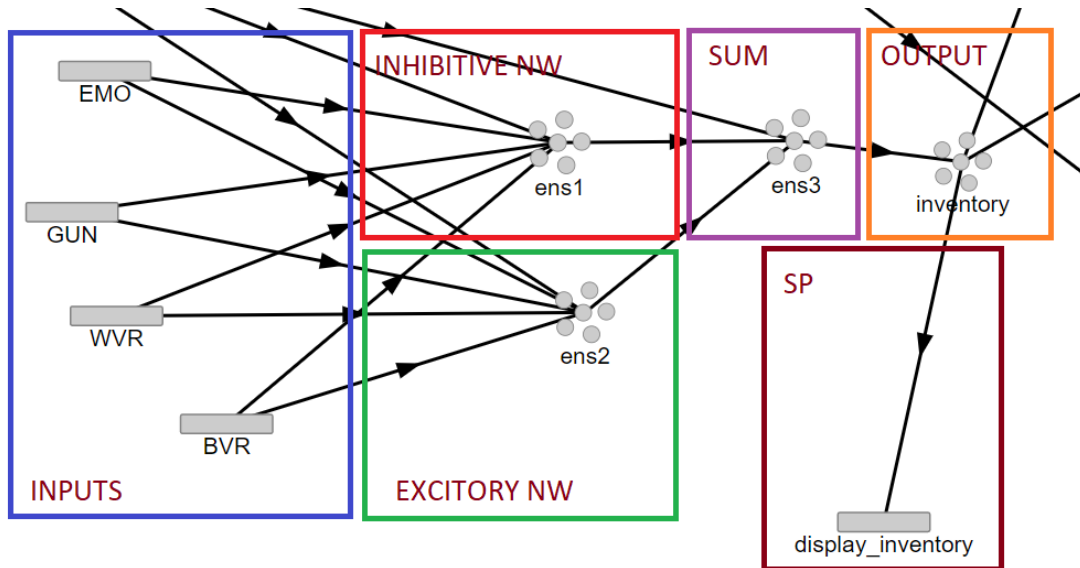 EMO
GUN
WVR
BVR
INPUTS
INHIBITIVE NW
ens1
ens2
EXCITORY NW
SUM
ens3
OUTPUT
inventory
SP
display_inventory